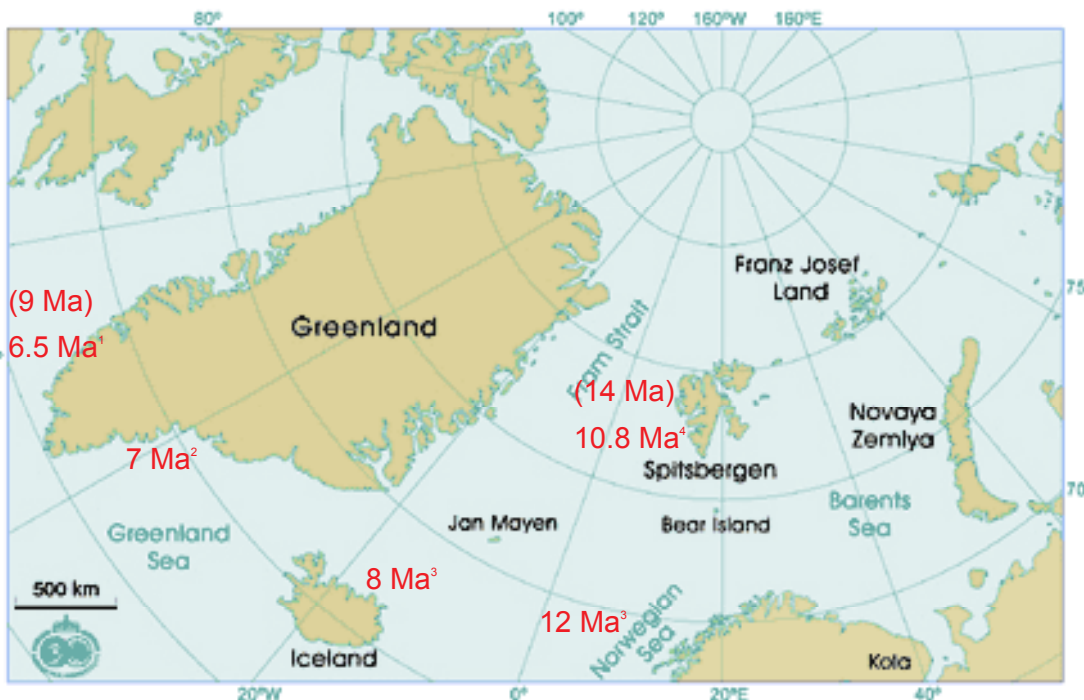 80°
100°
120°
160°W
160°E
Franz Josef
Land
75
(9 Ma)
Greenland
Fram Strait
6.5 Ma¹
(14 Ma)
Novaya
Zemlya
7 Ma²
10.8 Ma⁴
Spitsbergen
70
Barents
Sea
Jan Mayen
Bear Island
Greenland
Sea
500 km
8 Ma³
12 Ma³
Norwegian
Sea
Iceland
Kola
20°W
0°
20°E
40°